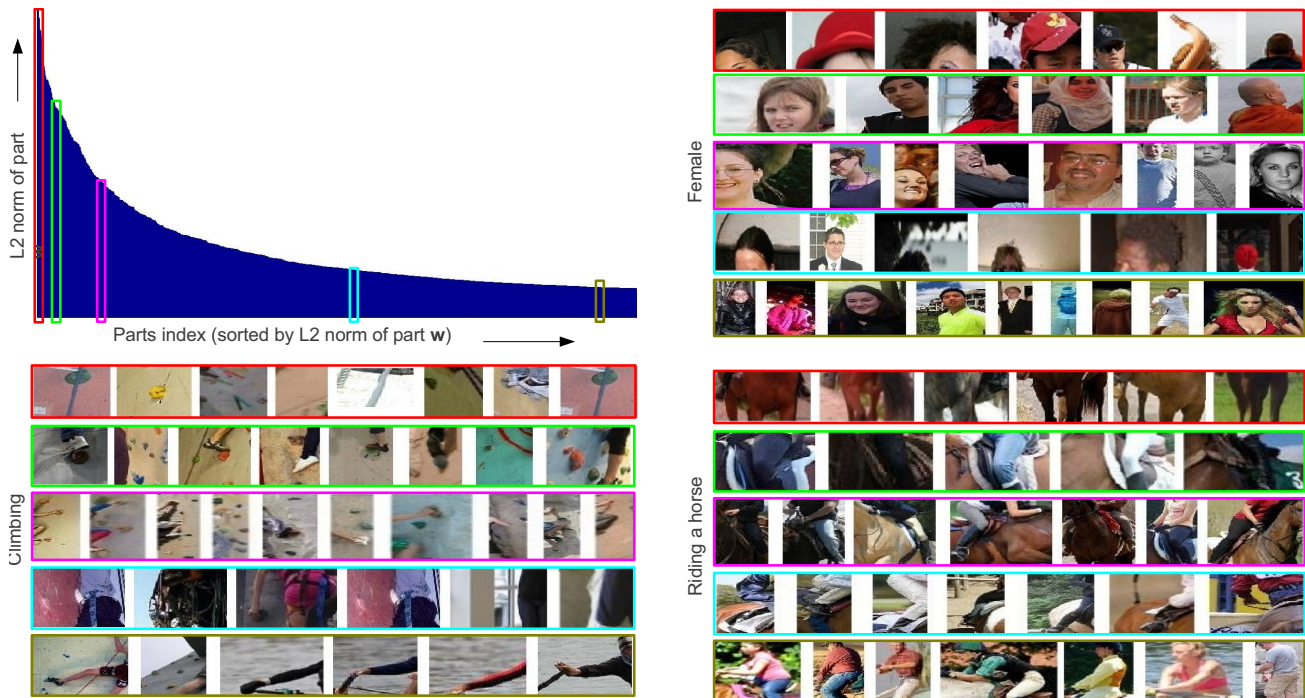 L2 norm of part
Parts index (sorted by L2 norm of part w)
Female
Climbing
Riding a horse
3